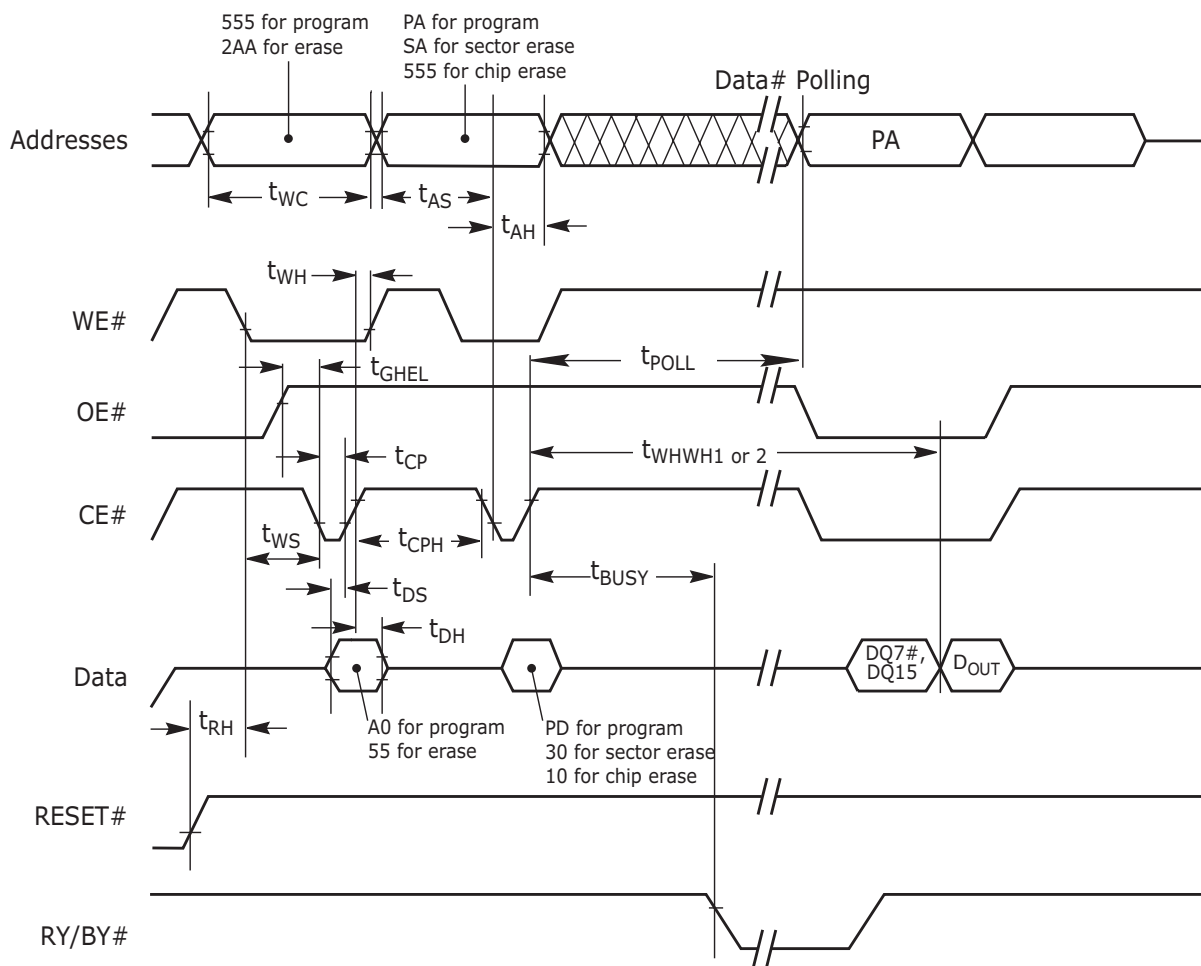 555 for program
2AA for erase
PA for program
SA for sector erase
555 for chip erase
Data# Polling
Addresses
PA
tWC
tAS
tAH
tWH
WE#
tGHEL
tPOLL
OE#
tCP
tWHWH1 or 2
CE#
tWS
tCPH
tBUSY
tDS
tDH
Data
DQ7#,
DQ15
DOUT
tRH
A0 for program
55 for erase
PD for program
30 for sector erase
10 for chip erase
RESET#
RY/BY#